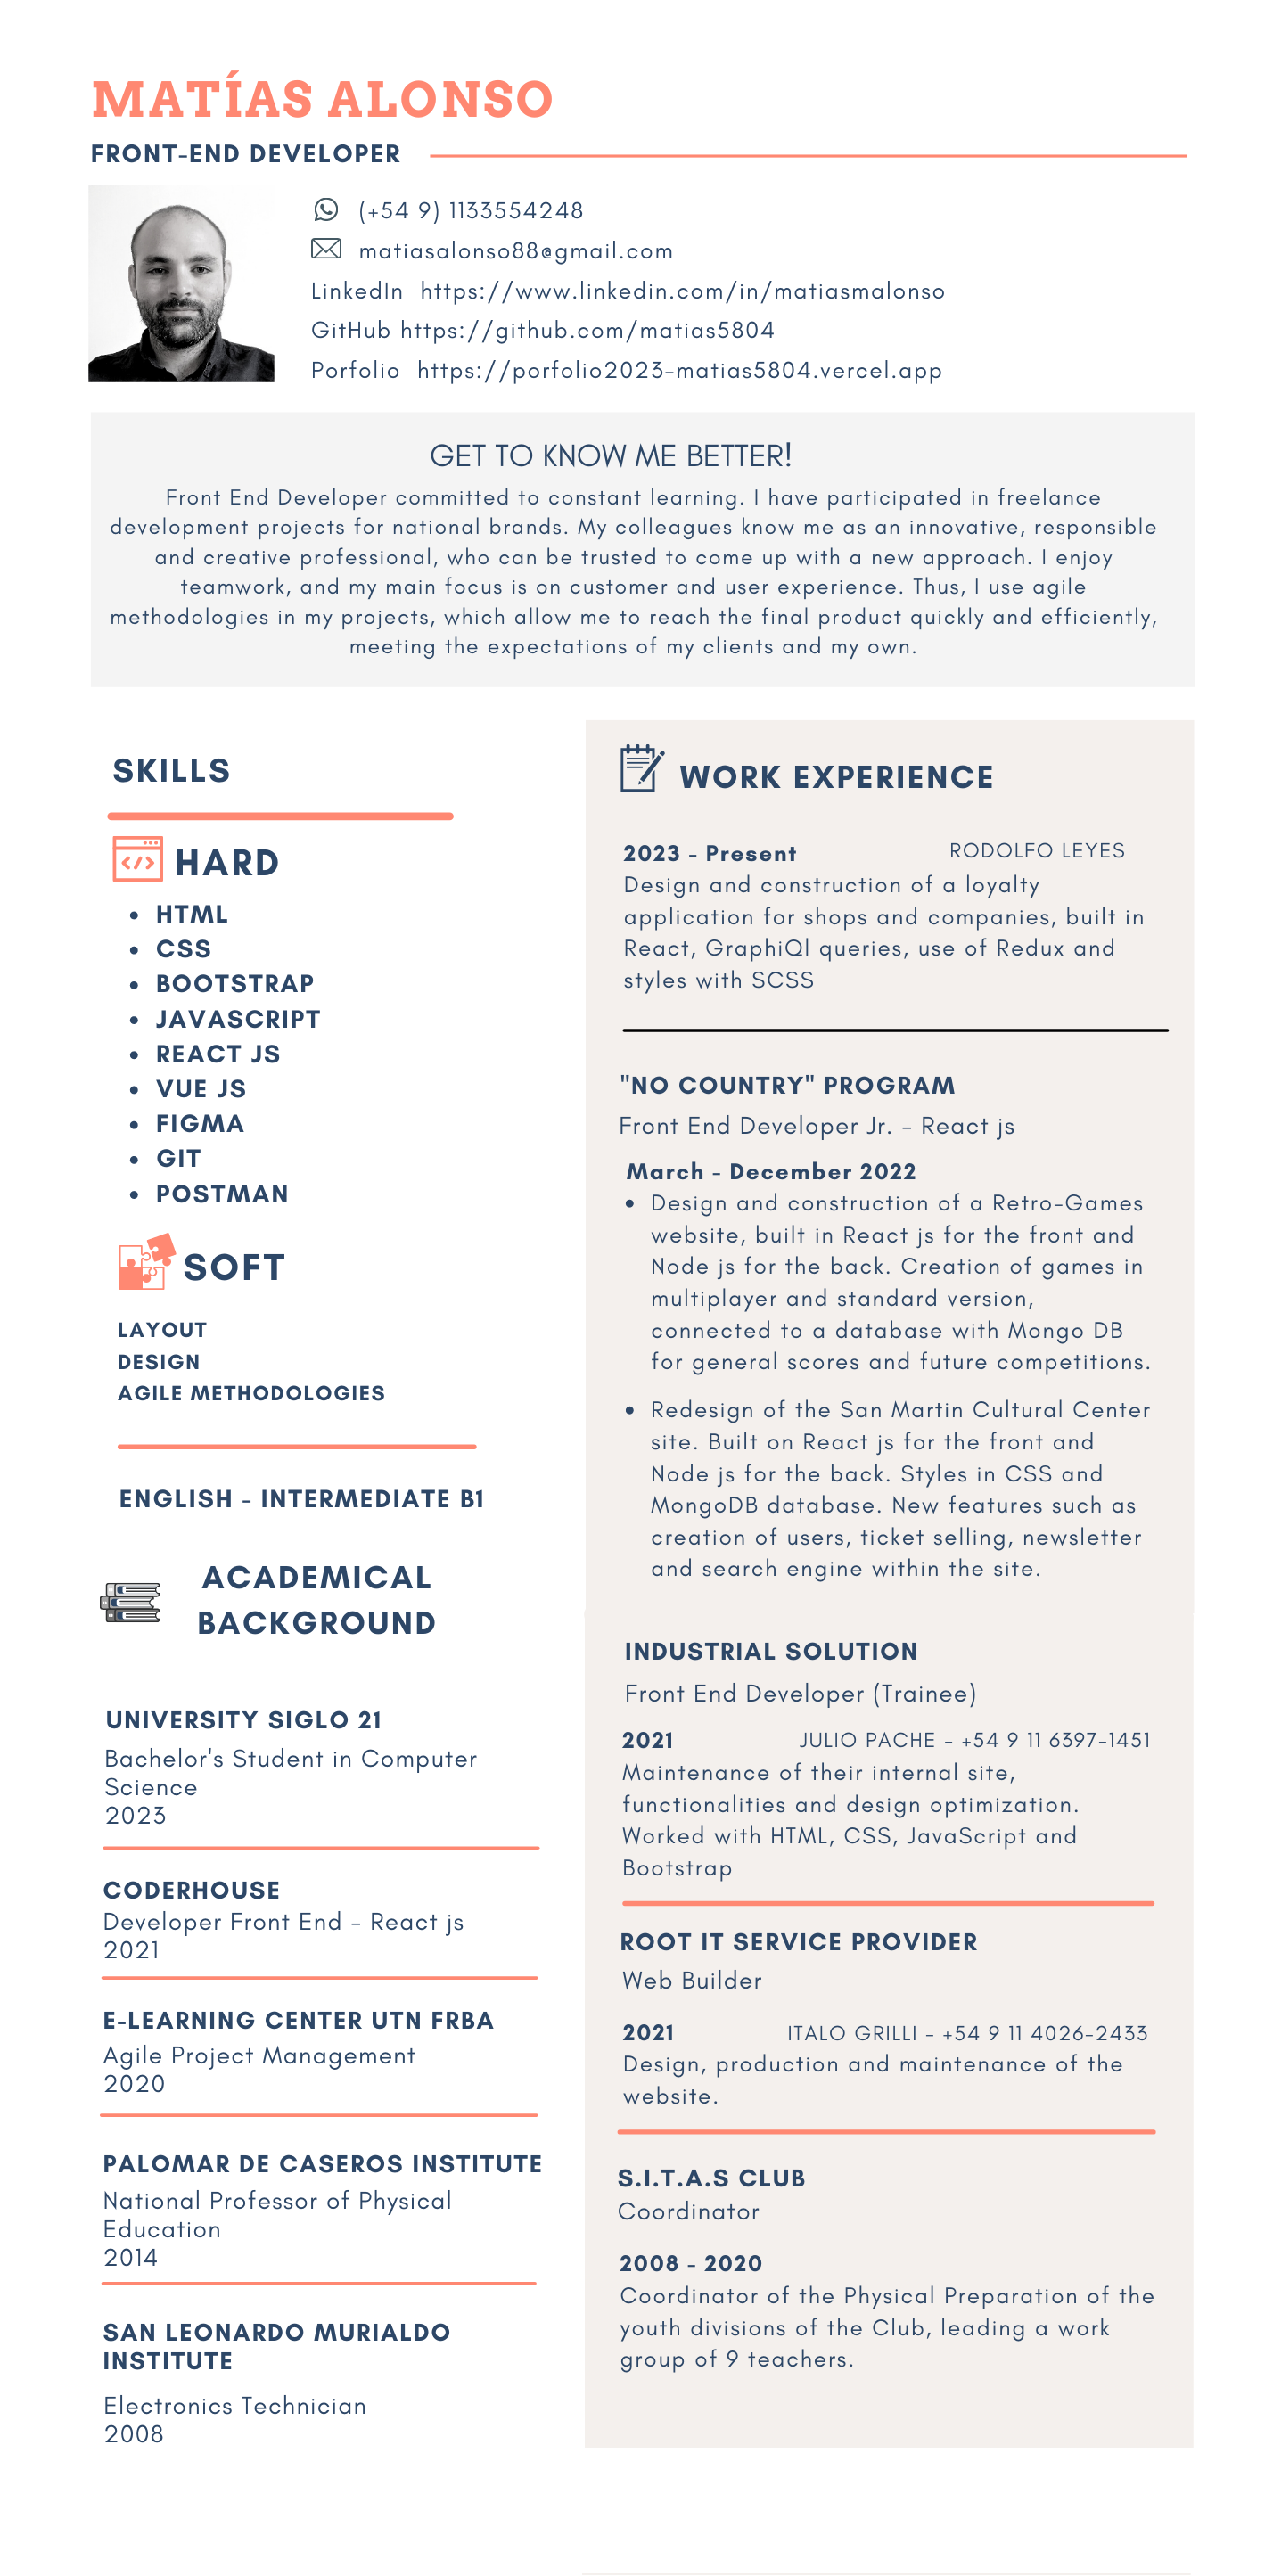 MATÍAS ALONSO
FRONT-END DEVELOPER
(+54 9) 1133554248
matiasalonso88@gmail.com
LinkedIn https://www.linkedin.com/in/matiasmalonso
GitHub https://github.com/matias5804
Porfolio https://porfolio2023-matias5804.vercel.app
GET TO KNOW ME BETTER!
Front End Developer committed to constant learning. I have participated in freelance
development projects for national brands. My colleagues know me as an innovative, responsible
and creative professional, who can be trusted to come up with a new approach. I enjoy
teamwork, and my main focus is on customer and user experience. Thus, I use agile
methodologies in my projects, which allow me to reach the final product quickly and efficiently,
meeting the expectations of my clients and my own.
SKILLS
HARD
• HTML
• CSS
• BOOTSTRAP
• JAVASCRIPT
• REACT JS
• VUE JS
• FIGMA
• GIT
• POSTMAN
SOFT
LAYOUT
DESIGN
AGILE METHODOLOGIES
ENGLISH - INTERMEDIATE B1
ACADEMICAL
BACKGROUND
UNIVERSITY SIGLO 21
Bachelor's Student in Computer
Science
2023
CODERHOUSE
Developer Front End - React js
2021
E-LEARNING CENTER UTN FRBA
Agile Project Management
2020
PALOMAR DE CASEROS INSTITUTE
National Professor of Physical
Education
2014
SAN LEONARDO MURIALDO
INSTITUTE
Electronics Technician
2008
WORK EXPERIENCE
2023 - Present RODOLFO LEYES
Design and construction of a loyalty
application for shops and companies, built in
React, GraphiQl queries, use of Redux and
styles with SCSS
"NO COUNTRY" PROGRAM
Front End Developer Jr. - React js
March - December 2022
• Design and construction of a Retro-Games
website, built in React js for the front and
Node js for the back. Creation of games in
multiplayer and standard version,
connected to a database with Mongo DB
for general scores and future competitions.
• Redesign of the San Martin Cultural Center
site. Built on React js for the front and
Node js for the back. Styles in CSS and
MongoDB database. New features such as
creation of users, ticket selling, newsletter
and search engine within the site.
INDUSTRIAL SOLUTION
Front End Developer (Trainee)
2021 JULIO PACHE - +54 9 11 6397-1451
Maintenance of their internal site,
functionalities and design optimization.
Worked with HTML, CSS, JavaScript and
Bootstrap
ROOT IT SERVICE PROVIDER
Web Builder
2021 ITALO GRILLI - +54 9 11 4026-2433
Design, production and maintenance of the
website.
S.I.T.A.S CLUB
Coordinator
2008 - 2020
Coordinator of the Physical Preparation of the
youth divisions of the Club, leading a work
group of 9 teachers.